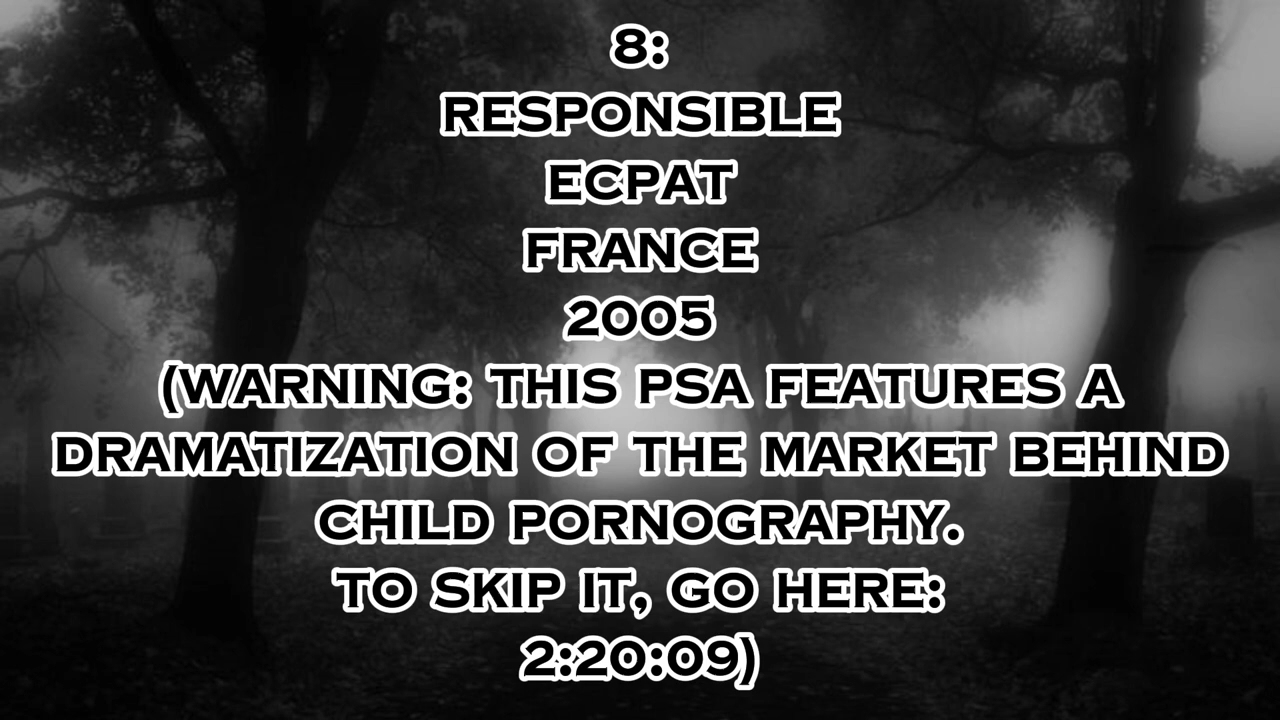 8:
RESPONSIBLE
ECPAT
FRANCE
2005
(WARNING: THIS PSA FEATURES A
DRAMATIZATION OF THE MARKET BEHIND
CHILD PORNOGRAPHY.
TO SKIP IT, GO HERE:
2:20:09)